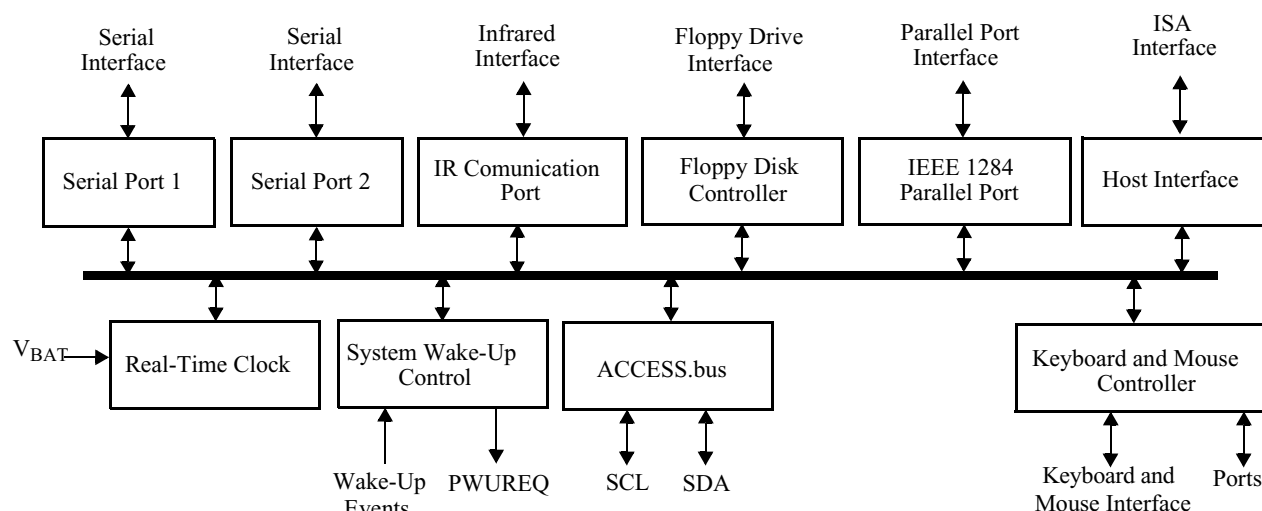 Serial
Interface
Serial
Interface
Infrared
Interface
Floppy Drive
Interface
Parallel Port
Interface
ISA
Interface
Serial Port 1
Serial Port 2
IR Comunication
Port
Floppy Disk
Controller
IEEE 1284
Parallel Port
Host Interface
VBAT
Real-Time Clock
System Wake-Up
Control
ACCESS.bus
Keyboard and Mouse
Controller
Wake-Up
Events
PWUREQ
SCL
SDA
Keyboard and
Mouse Interface
Ports